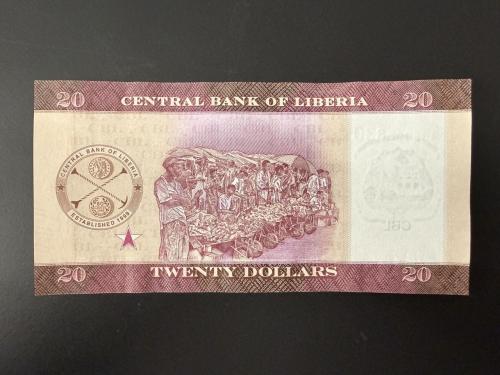 20 CENTRAL BANK OF LIBERIA 20
CENTRAL BANK OF LIBERIA
ESTABLISHED 1999
CBL
20 TWENTY DOLLARS 20